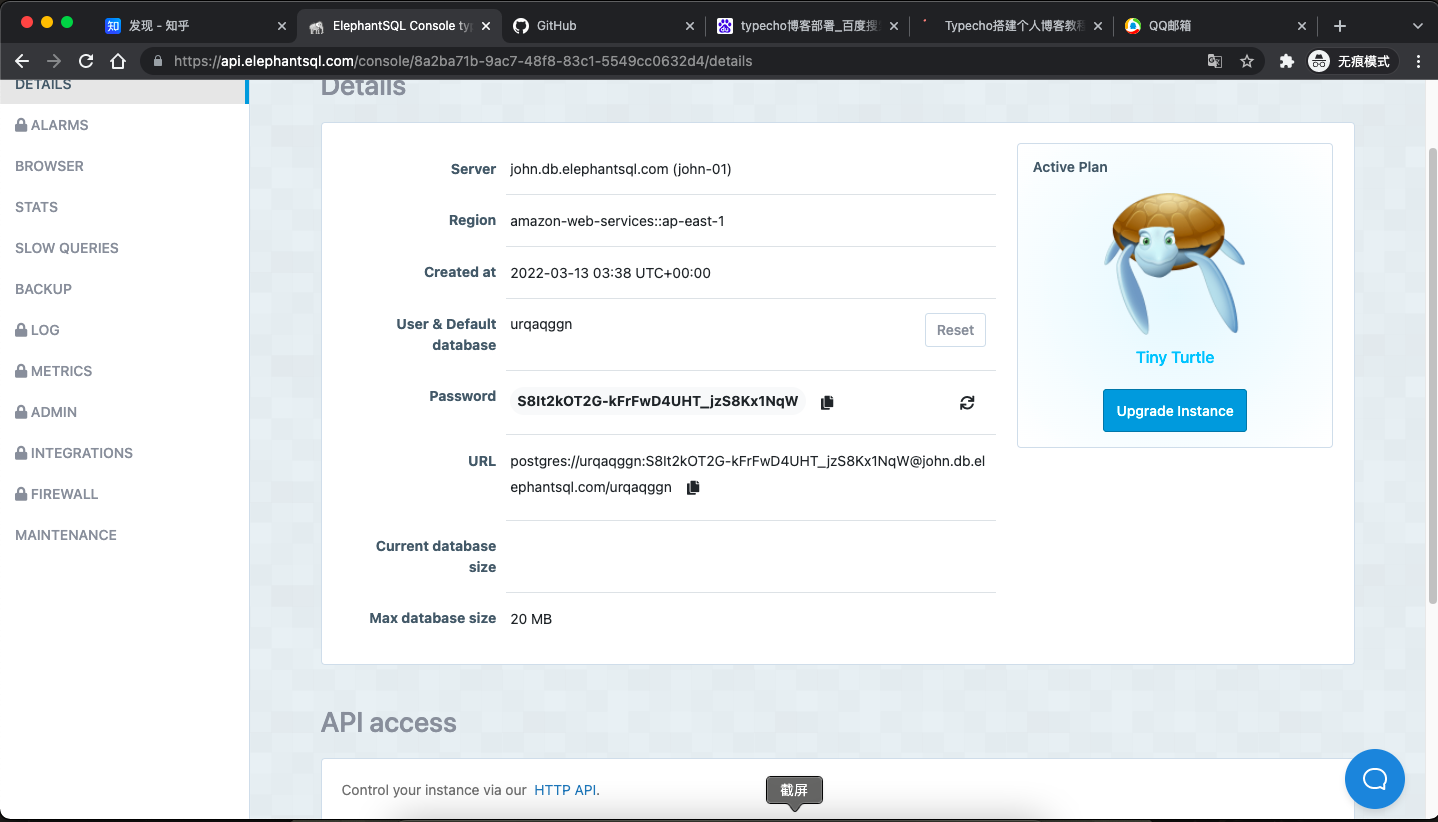 发现 - 知乎
ElephantSQL Console typ
GitHub
typecho博客部署_百度搜
Typecho搭建个人博客教程
QQ邮箱
https://api.elephantsql.com/console/8a2ba71b-9ac7-48f8-83c1-5549cc0632d4/details
无痕模式
DETAILS
ALARMS
BROWSER
STATS
SLOW QUERIES
BACKUP
LOG
METRICS
ADMIN
INTEGRATIONS
FIREWALL
MAINTENANCE
Details
Server john.db.elephantsql.com (john-01)
Region amazon-web-services::ap-east-1
Created at 2022-03-13 03:38 UTC+00:00
User & Default urqaqggn
database
Reset
Password S8lt2kOT2G-kFrFwD4UHT_jzS8Kx1NqW
URL postgres://urqaqggn:S8lt2kOT2G-kFrFwD4UHT_jzS8Kx1NqW@john.db.el
ephantsql.com/urqaqggn
Current database
size
Max database size 20 MB
Active Plan
Tiny Turtle
Upgrade Instance
API access
Control your instance via our HTTP API.
截屏